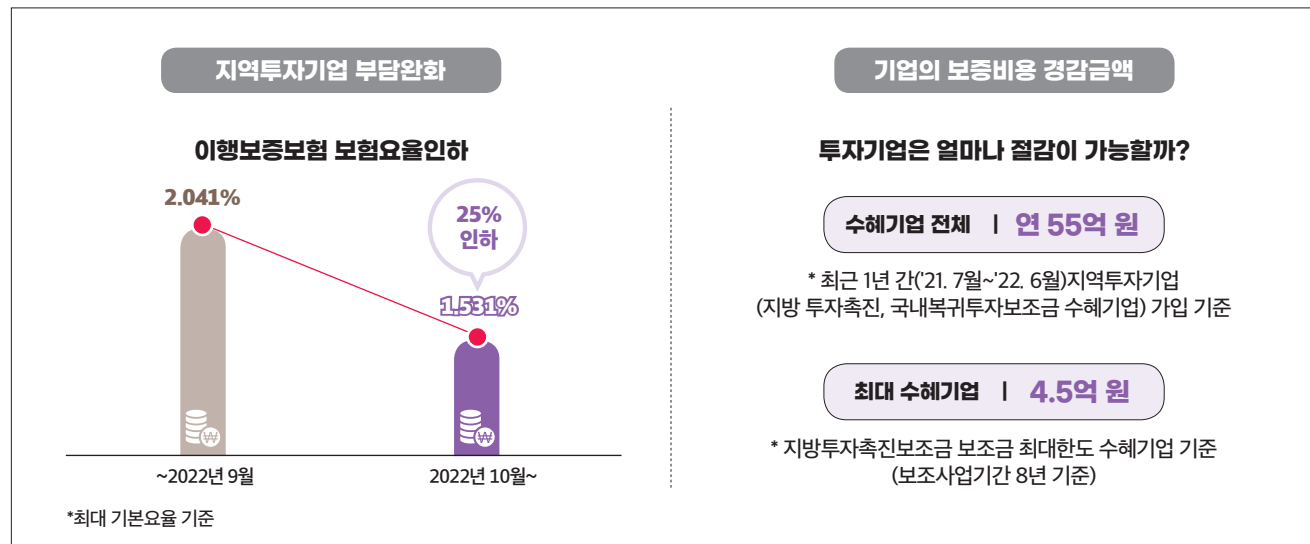 지역투자기업 부담완화
이행보증보험 보험요율인하
2.041%
25%
인하
1.531%
~2022년 9월
2022년 10월~
*최대 기본요율 기준
기업의 보증비용 경감금액
투자기업은 얼마나 절감이 가능할까?
수혜기업 전체 | 연 55억 원
* 최근 1년 간('21. 7월~'22. 6월)지역투자기업
(지방 투자촉진, 국내복귀투자보조금 수혜기업) 가입 기준
최대 수혜기업 | 4.5억 원
* 지방투자촉진보조금 보조금 최대한도 수혜기업 기준
(보조사업기간 8년 기준)